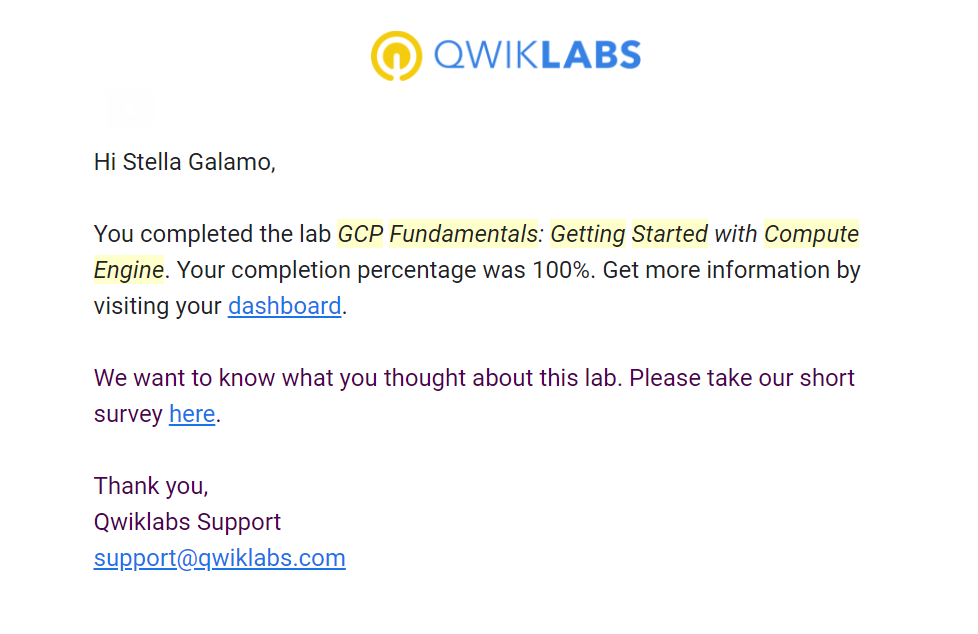 QWIKLABS
Hi Stella Galamo,
You completed the lab GCP Fundamentals: Getting Started with Compute
Engine. Your completion percentage was 100%. Get more information by
visiting your dashboard.
We want to know what you thought about this lab. Please take our short
survey here.
Thank you,
Qwiklabs Support
support@qwiklabs.com